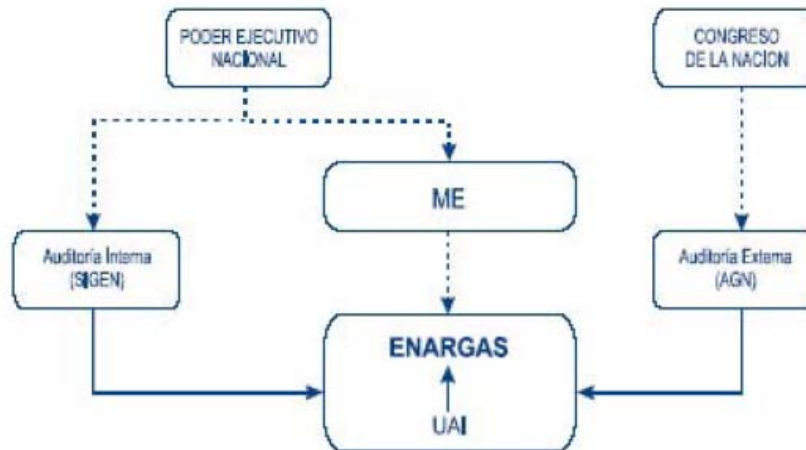 PODER EJECUTIVO
NACIONAL
CONGRESO
DE LA NACION
ME
Auditoría Interna
(SIGEN)
Auditoría Externa
(AGN)
ENARGAS
UAI